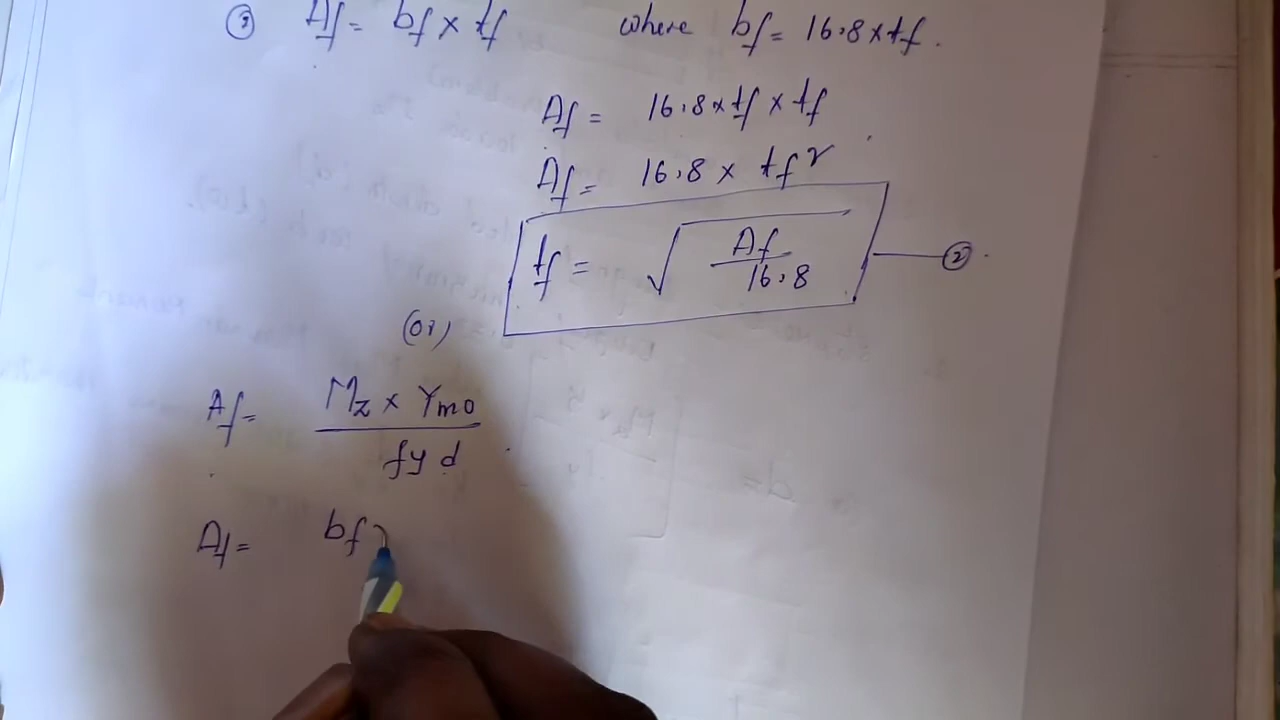 ③ Af = bf × tf where bf = 16.8 × tf.
Af = 16.8 × tf × tf
Af = 16.8 × tf²
tf = √ Af / 16.8 ②
(or)
Af = Mz × γmo / fy d
Af = bf